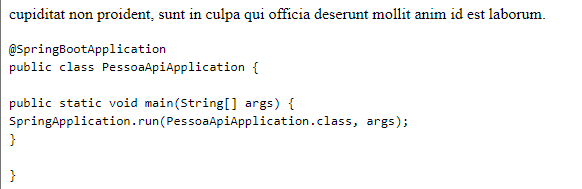 cupiditat non proident, sunt in culpa qui officia deserunt mollit anim id est laborum.
@SpringBootApplication
public class PessoaApiApplication {
public static void main(String[] args) {
SpringApplication.run(PessoaApiApplication.class, args);
}
}